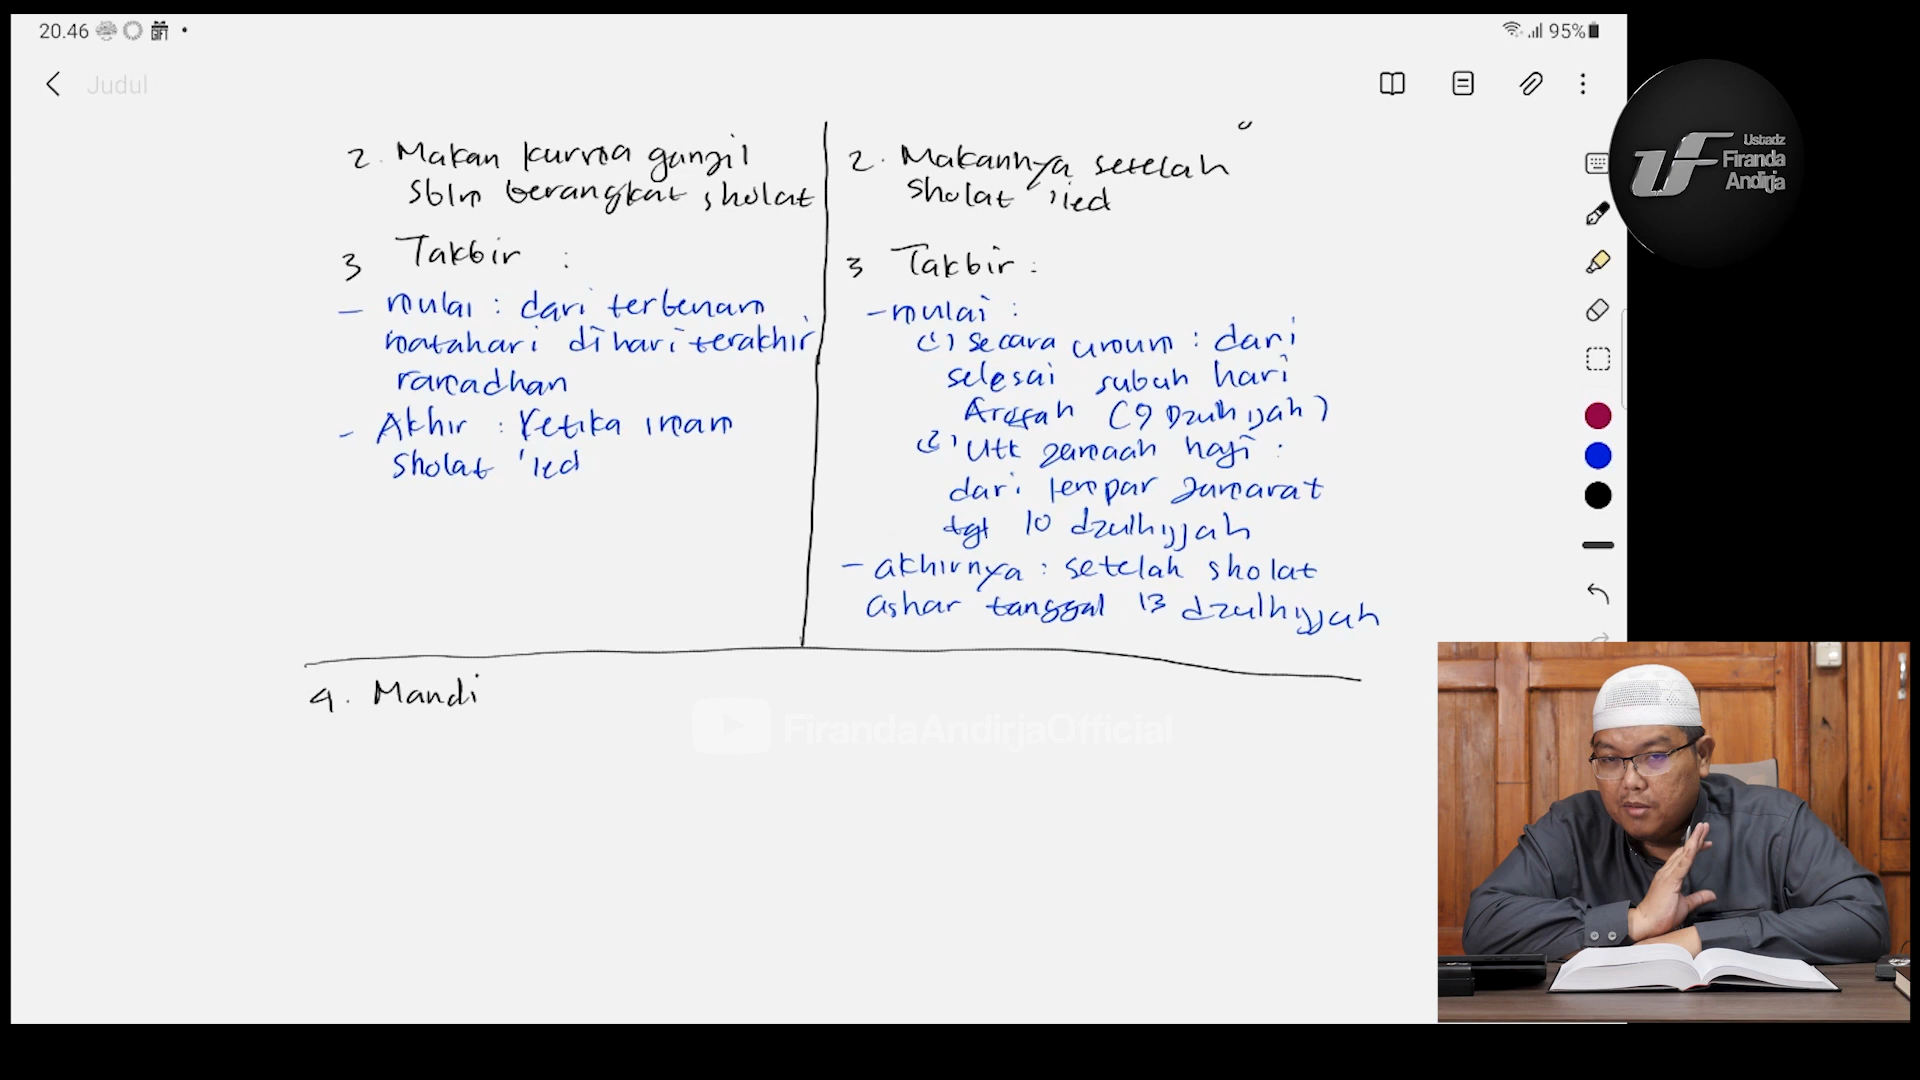 20.46
95%
Judul
2. Makan kurma ganjil
sblm berangkat sholat
3 Takbir :
- mulai : dari terbenam
matahari di hari terakhir
ramadhan
- Akhir : ketika imam
sholat 'ied
2. Makannya setelah
sholat 'ied
3 Takbir :
- mulai :
(1) secara umum : dari
selesai subuh hari
Arafah (9 Dzulhijjah)
(2) Utk jamaah haji :
dari lempar jamarat
tgl 10 dzulhijjah
- akhirnya : setelah sholat
ashar tanggal 13 dzulhijjah
4. Mandi
Ustadz
Firanda
Andirja
FirandaAndirjaOfficial